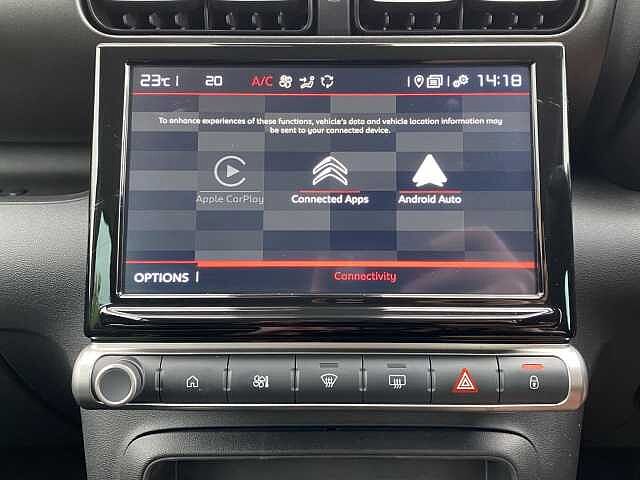 23°C 20 A/C 14:18
To enhance experiences of these functions, vehicle's data and vehicle location information may
be sent to your connected device.
Apple CarPlay Connected Apps Android Auto
OPTIONS Connectivity